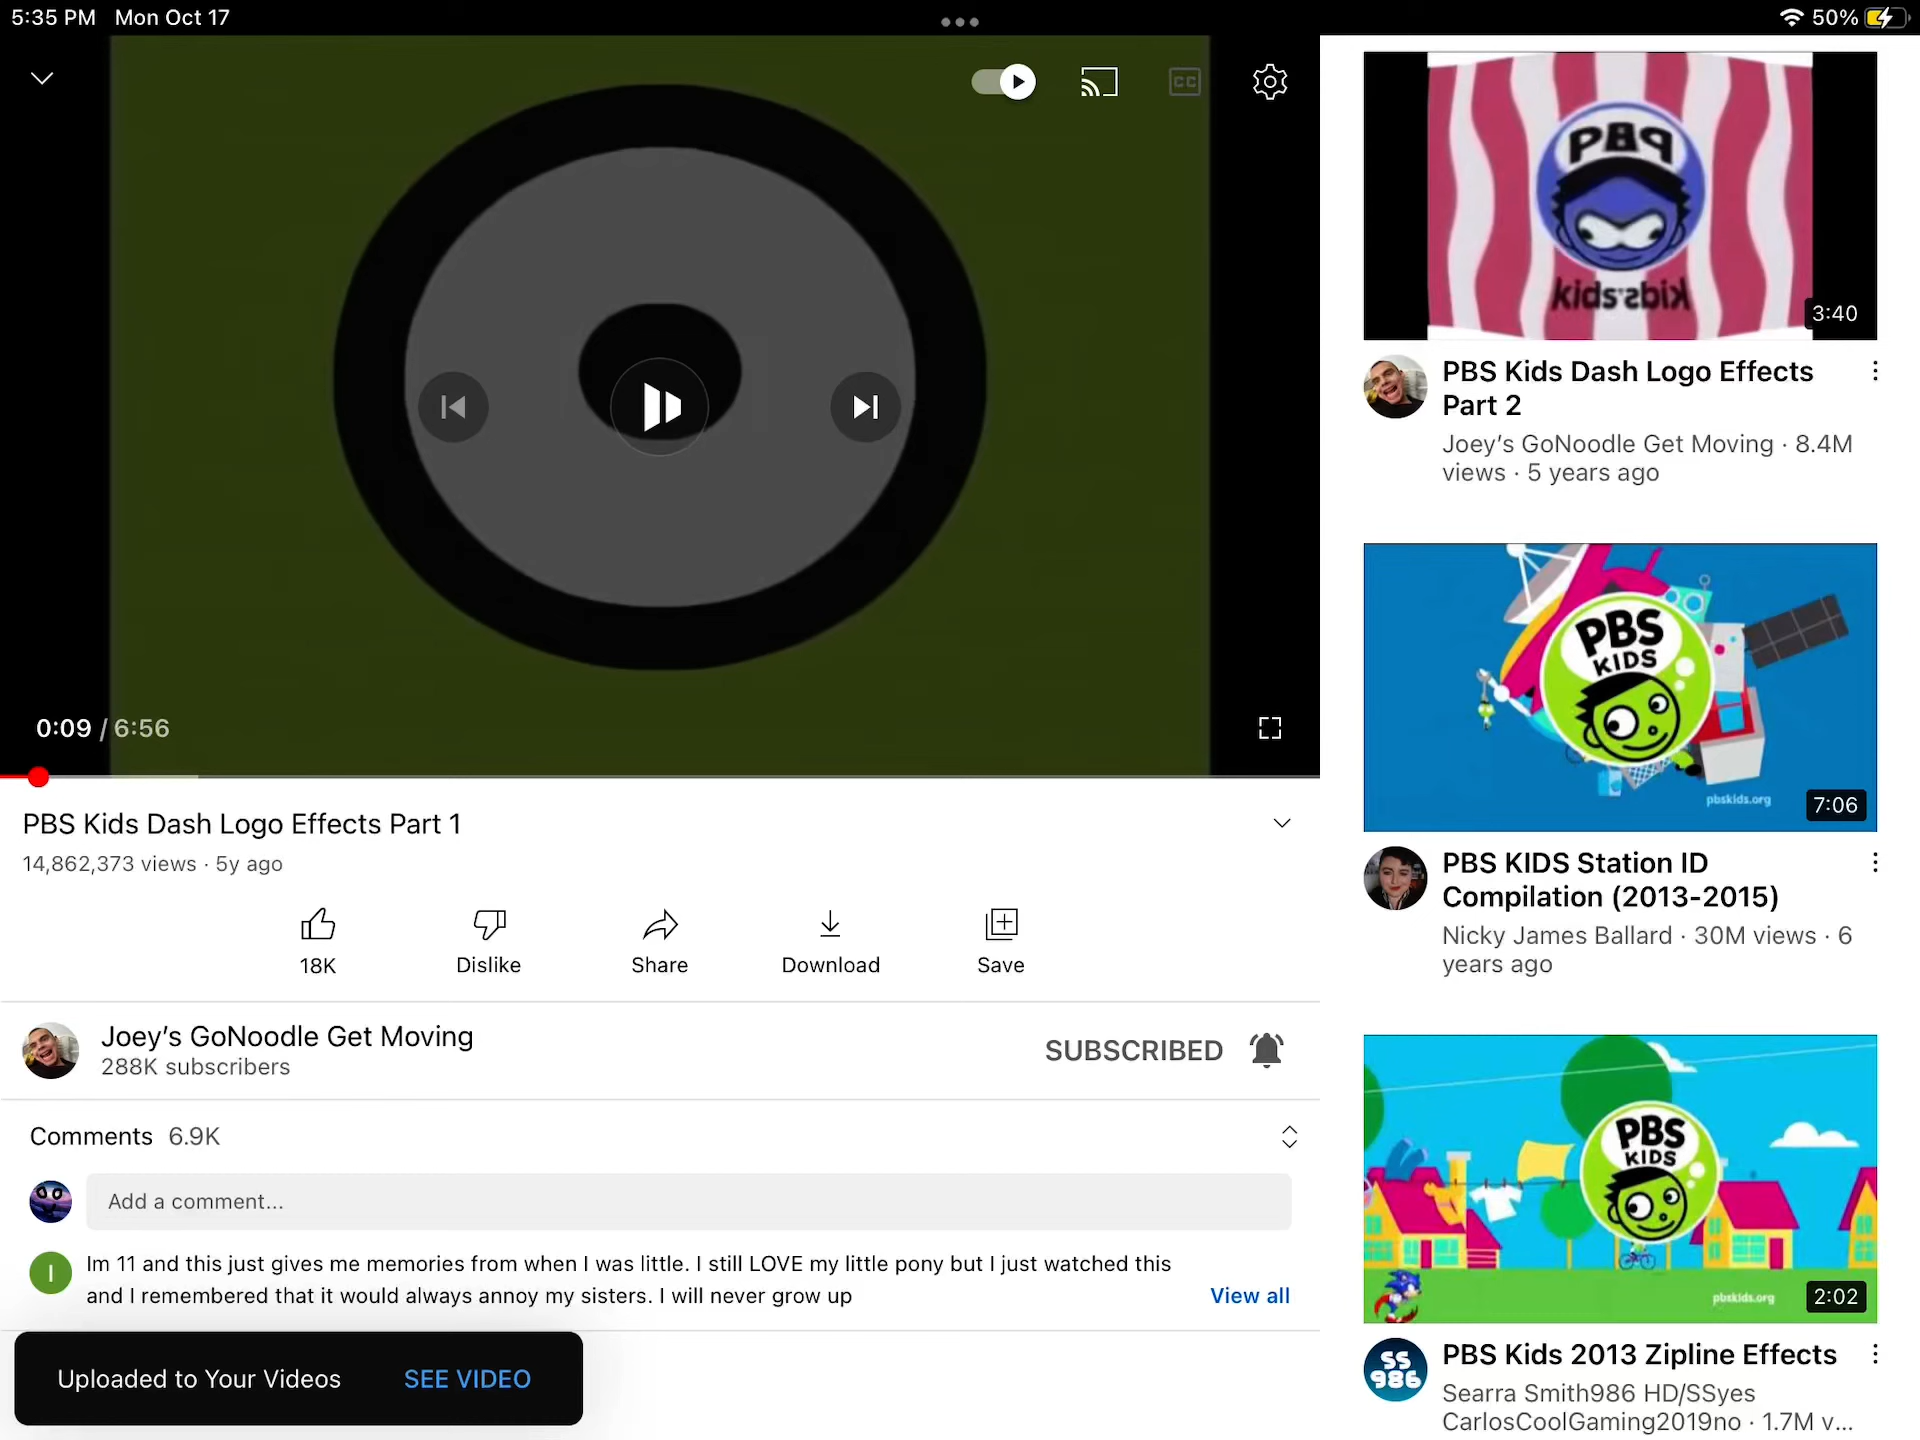 5:35 PM Mon Oct 17
50%
CC
0:09 / 6:56
PBS Kids Dash Logo Effects Part 1
14,862,373 views · 5y ago
18K
Dislike
Share
Download
Save
Joey’s GoNoodle Get Moving
288K subscribers
SUBSCRIBED
Comments 6.9K
Add a comment...
I
Im 11 and this just gives me memories from when I was little. I still LOVE my little pony but I just watched this
and I remembered that it would always annoy my sisters. I will never grow up
View all
Uploaded to Your Videos
SEE VIDEO
kids
3:40
PBS Kids Dash Logo Effects
Part 2
Joey’s GoNoodle Get Moving · 8.4M
views · 5 years ago
PBS
KIDS
pbskids.org
7:06
PBS KIDS Station ID
Compilation (2013-2015)
Nicky James Ballard · 30M views · 6
years ago
PBS
KIDS
pbskids.org
2:02
SS
986
PBS Kids 2013 Zipline Effects
Searra Smith986 HD/SSyes
CarlosCoolGaming2019no · 1.7M v...